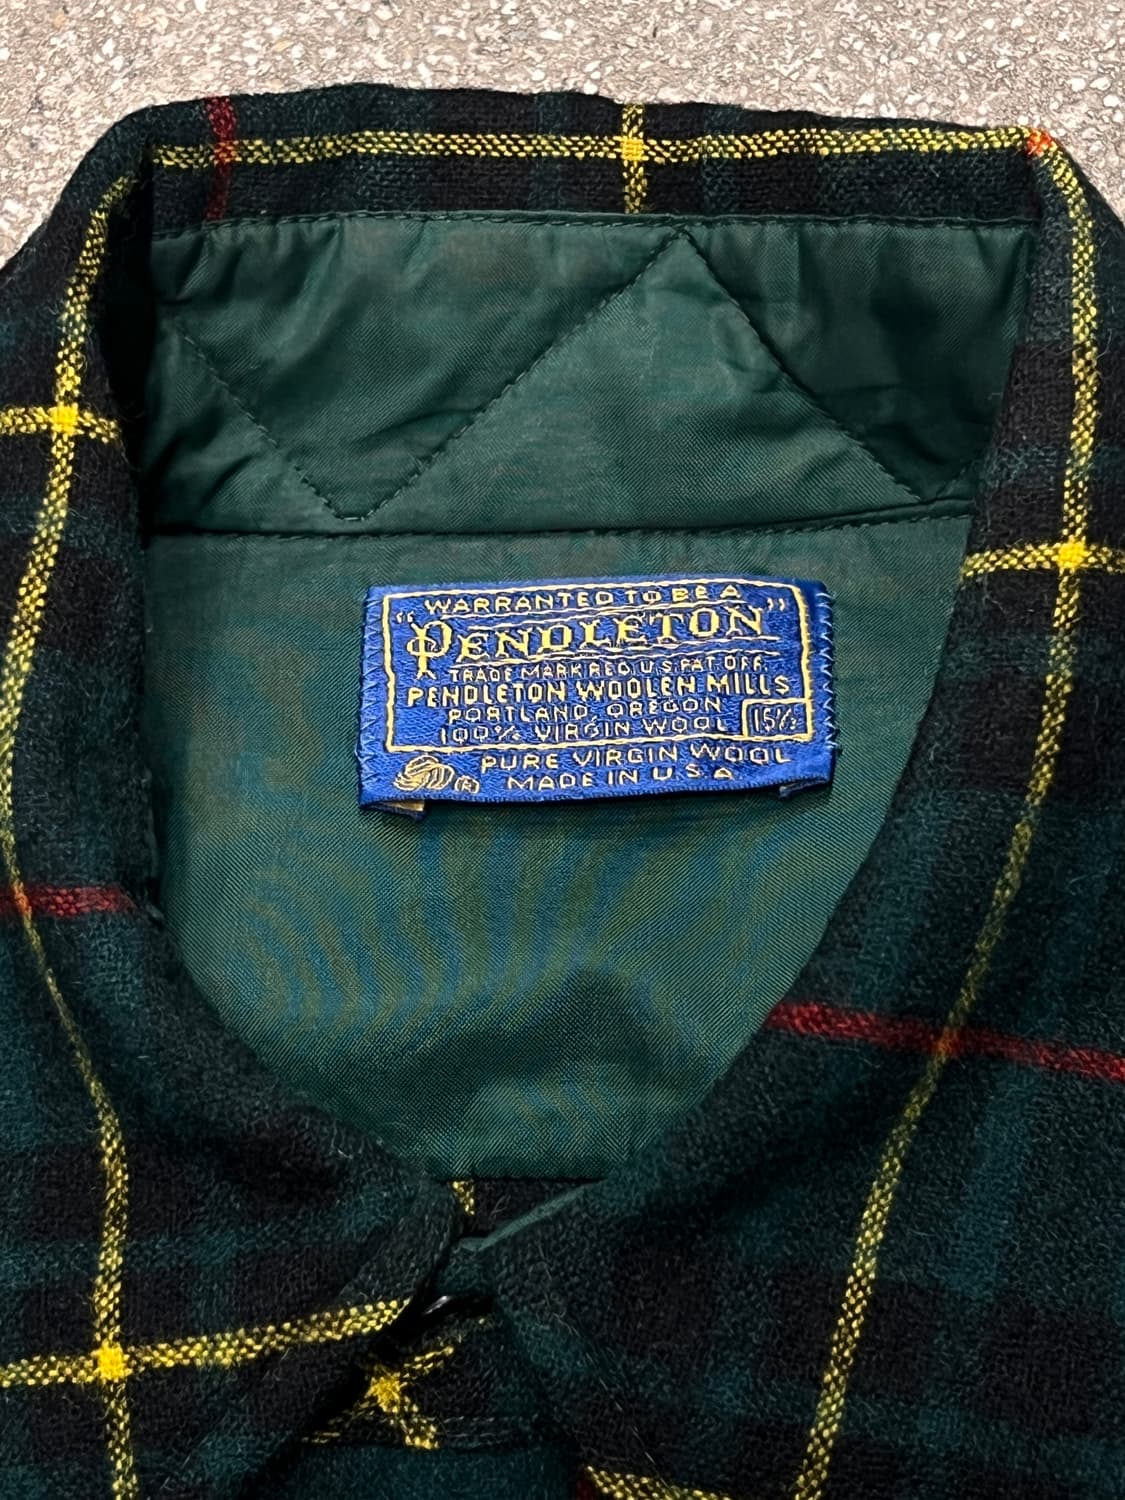 WARRANTED TO BE A
"PENDLETON"
TRADE MARK REG. U.S. PAT. OFF.
PENDLETON WOOLEN MILLS
PORTLAND, OREGON
100% VIRGIN WOOL 15½
PURE VIRGIN WOOL
® MADE IN U.S.A